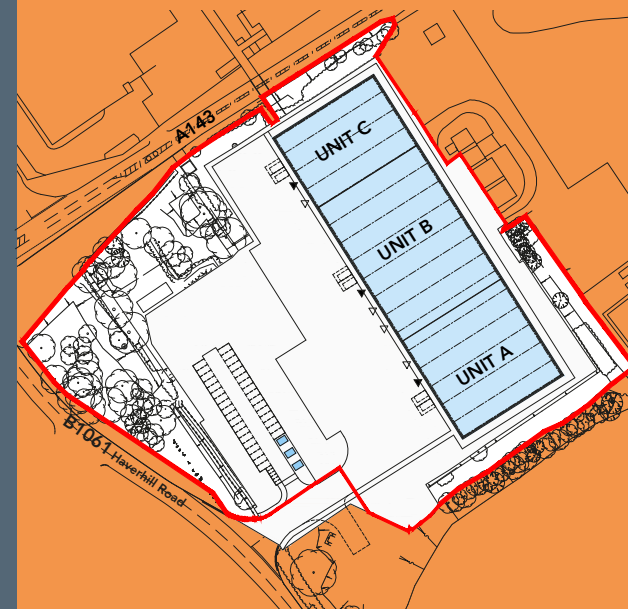 A143
UNIT C
UNIT B
UNIT A
B1061 Haverhill Road